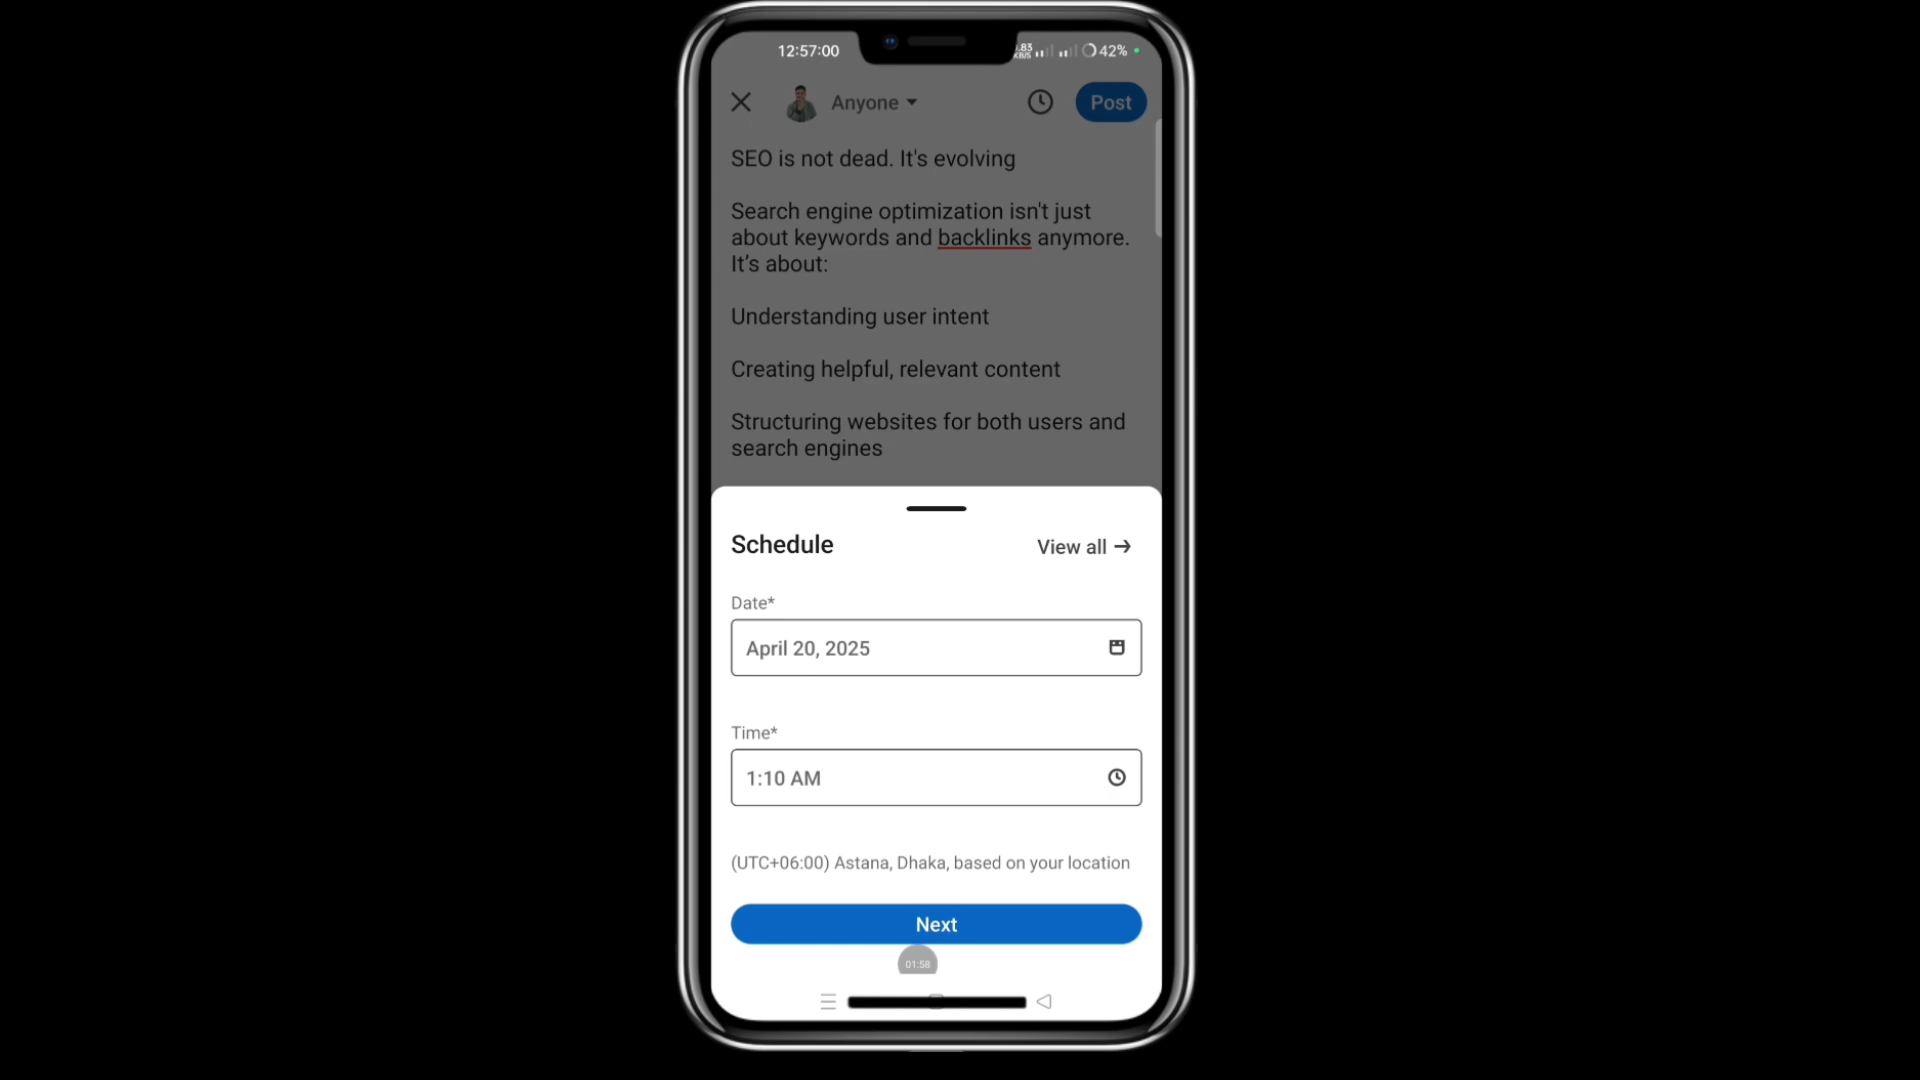 12:57:00
.83
KB/S
42%
Anyone
Post
SEO is not dead. It's evolving
Search engine optimization isn't just
about keywords and backlinks anymore.
It’s about:
Understanding user intent
Creating helpful, relevant content
Structuring websites for both users and
search engines
Schedule
View all →
Date*
April 20, 2025
Time*
1:10 AM
(UTC+06:00) Astana, Dhaka, based on your location
Next
01:58